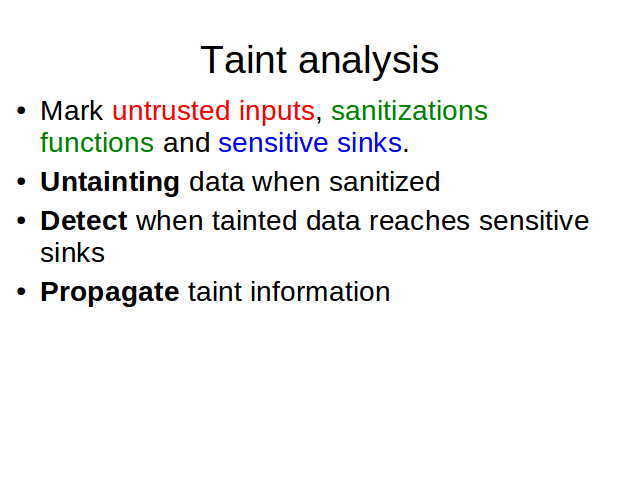 Taint analysis
• Mark untrusted inputs, sanitizations
functions and sensitive sinks.
• Untainting data when sanitized
• Detect when tainted data reaches sensitive
sinks
• Propagate taint information